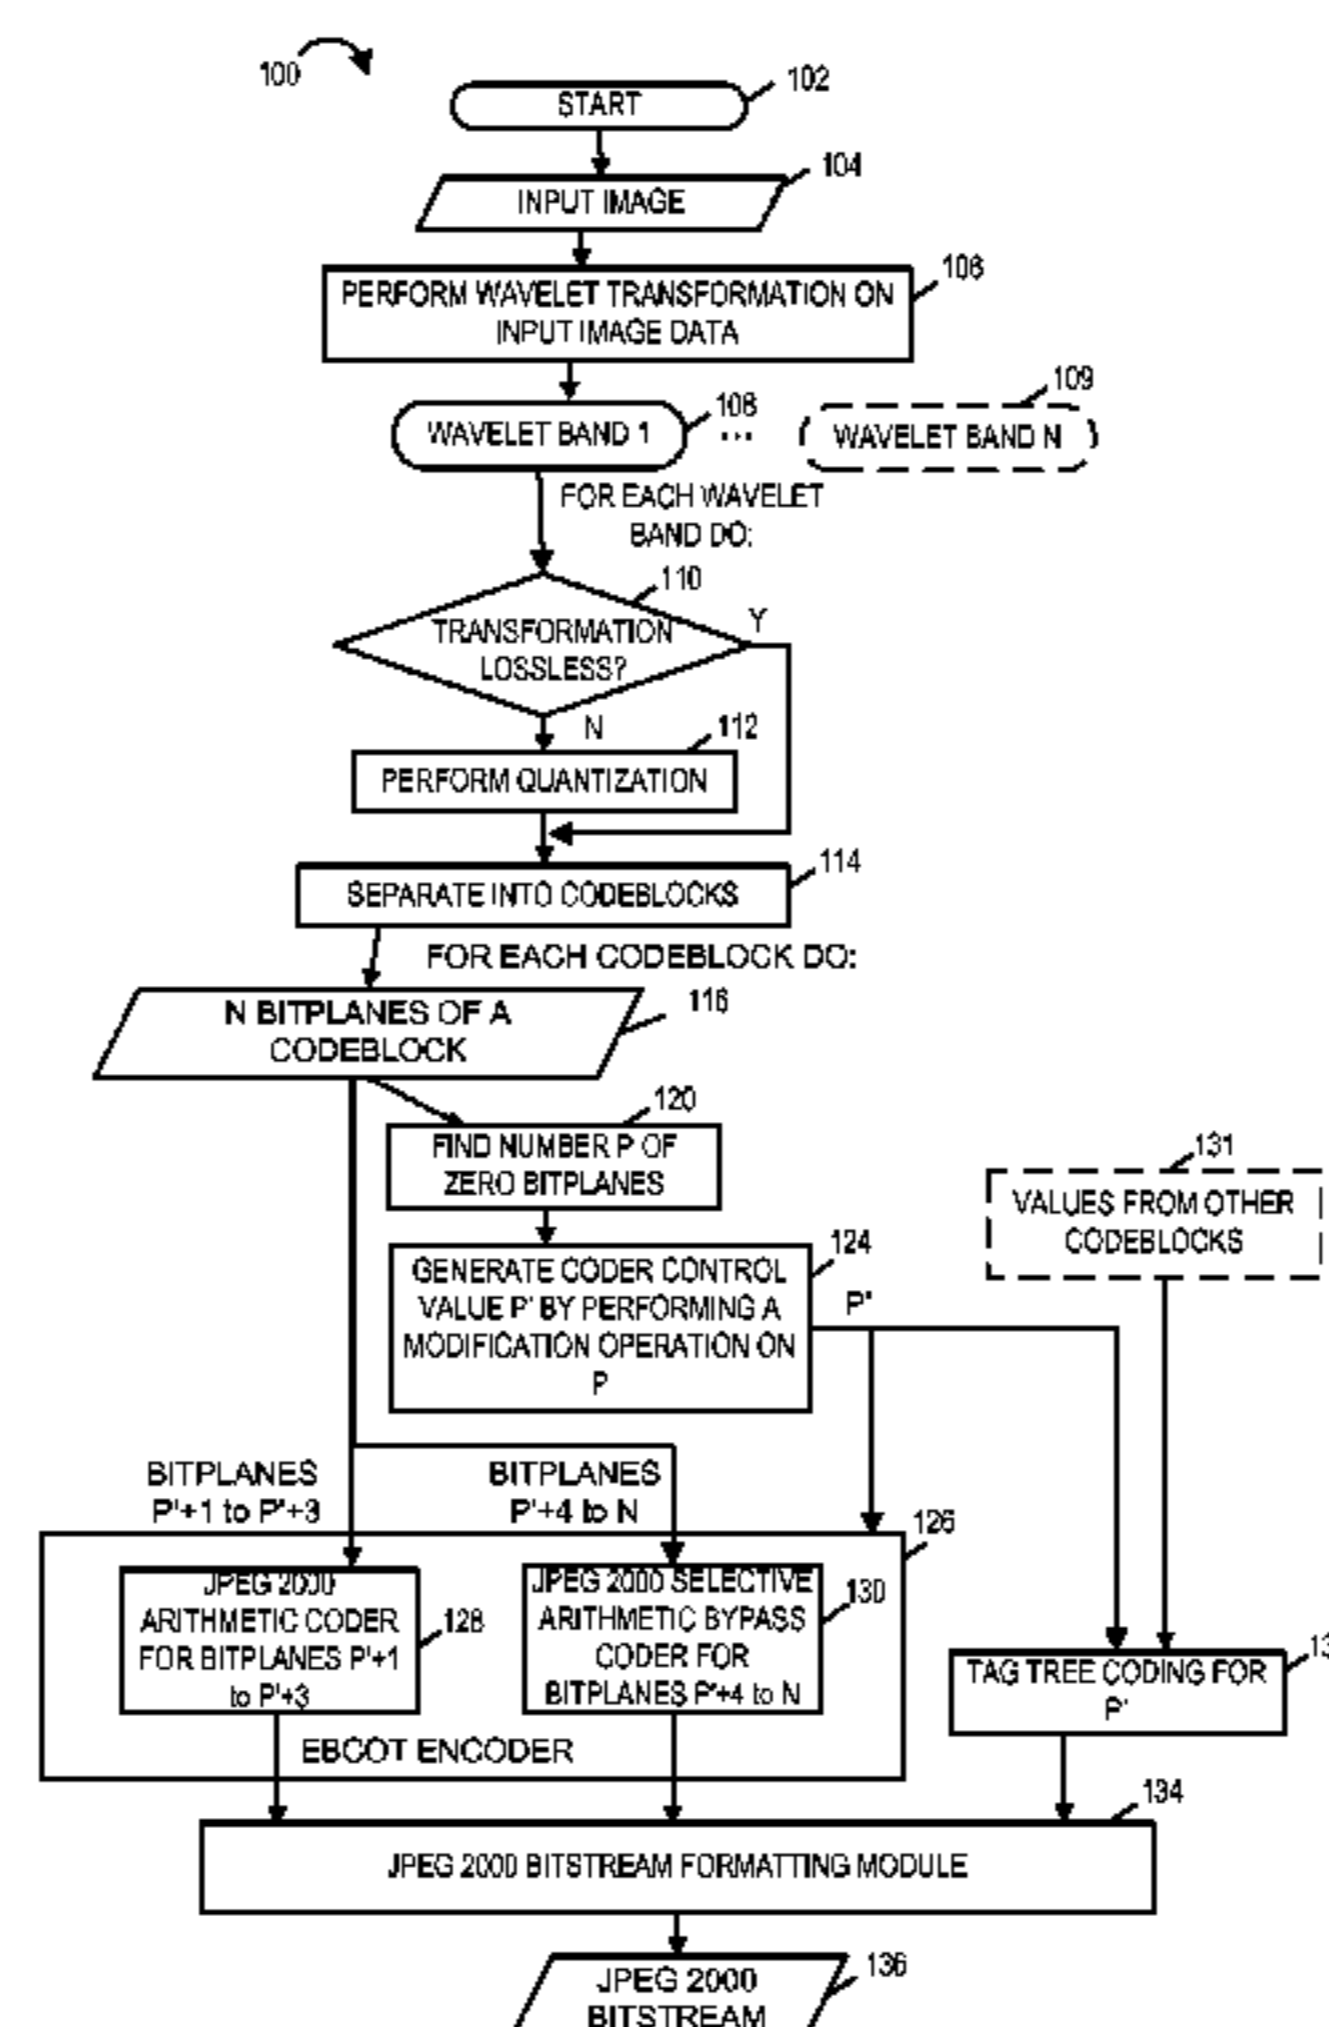 100
START
102
INPUT IMAGE
104
PERFORM WAVELET TRANSFORMATION ON
INPUT IMAGE DATA
106
WAVELET BAND 1
108
...
WAVELET BAND N
109
FOR EACH WAVELET
BAND DO:
110
TRANSFORMATION
LOSSLESS?
Y
N
112
PERFORM QUANTIZATION
114
SEPARATE INTO CODEBLOCKS
FOR EACH CODEBLOCK DO:
N BITPLANES OF A
CODEBLOCK
116
120
FIND NUMBER P OF
ZERO BITPLANES
131
VALUES FROM OTHER
CODEBLOCKS
124
GENERATE CODER CONTROL
VALUE P' BY PERFORMING A
MODIFICATION OPERATION ON
P
P'
BITPLANES
P'+1 to P'+3
BITPLANES
P'+4 to N
126
JPEG 2000
ARITHMETIC CODER
FOR BITPLANES P'+1
to P'+3
128
JPEG 2000 SELECTIVE
ARITHMETIC BYPASS
CODER FOR
BITPLANES P'+4 to N
130
EBCOT ENCODER
TAG TREE CODING FOR
P'
134
JPEG 2000 BITSTREAM FORMATTING MODULE
JPEG 2000
BITSTREAM
136